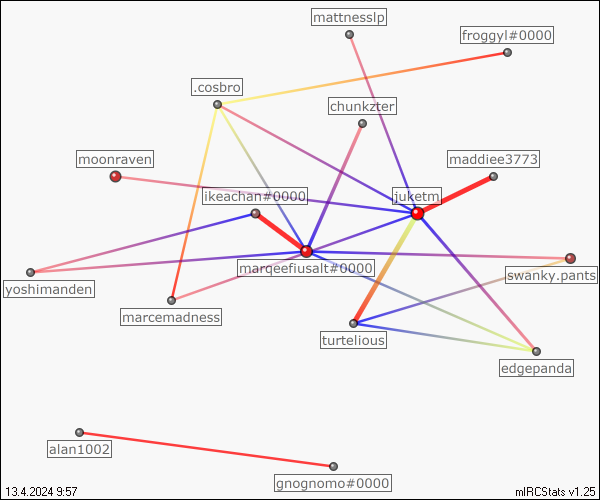 mattnesslp
froggyl#0000
.cosbro
chunkzter
moonraven
maddiee3773
ikeachan#0000
juketm
marqeefiusalt#0000
swanky.pants
yoshimanden
marcemadness
turtelious
edgepanda
alan1002
gnognomo#0000
13.4.2024 9:57
mIRCStats v1.25